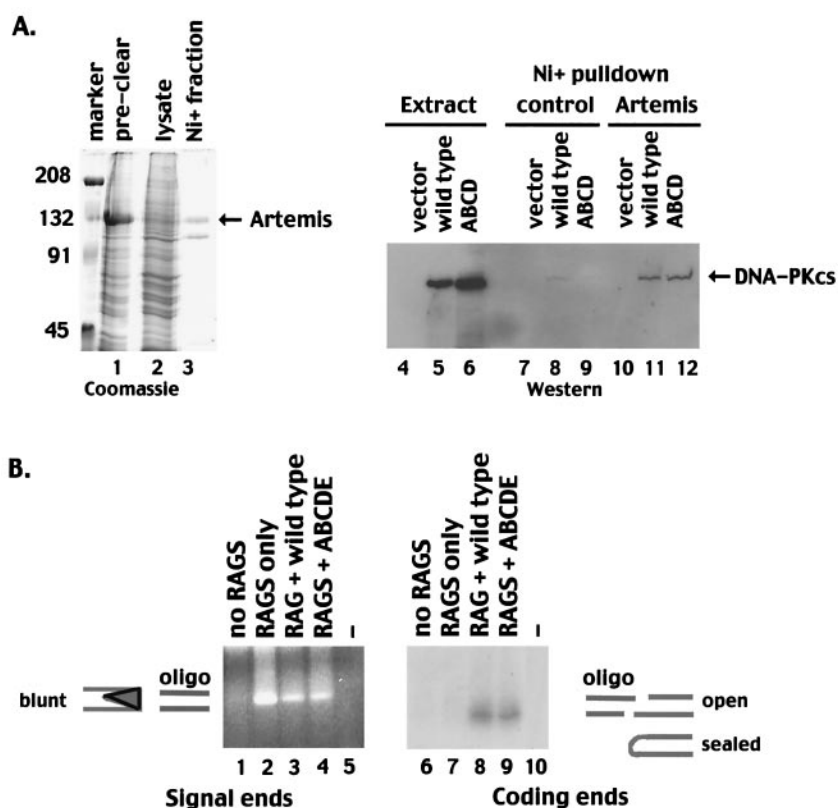 A.
marker
pre-clear
lysate
Ni+ fraction
208
132
91
45
← Artemis
1 2 3
Coomassie
Ni+ pulldown
Extract control Artemis
vector
wild type
ABCD
vector
wild type
ABCD
vector
wild type
ABCD
← DNA-PKcs
4 5 6 7 8 9 10 11 12
Western
B.
no RAGS
RAGS only
RAG + wild type
RAGS + ABCDE
–
blunt
oligo
1 2 3 4 5
Signal ends
no RAGS
RAGS only
RAG + wild type
RAGS + ABCDE
–
oligo
open
sealed
6 7 8 9 10
Coding ends